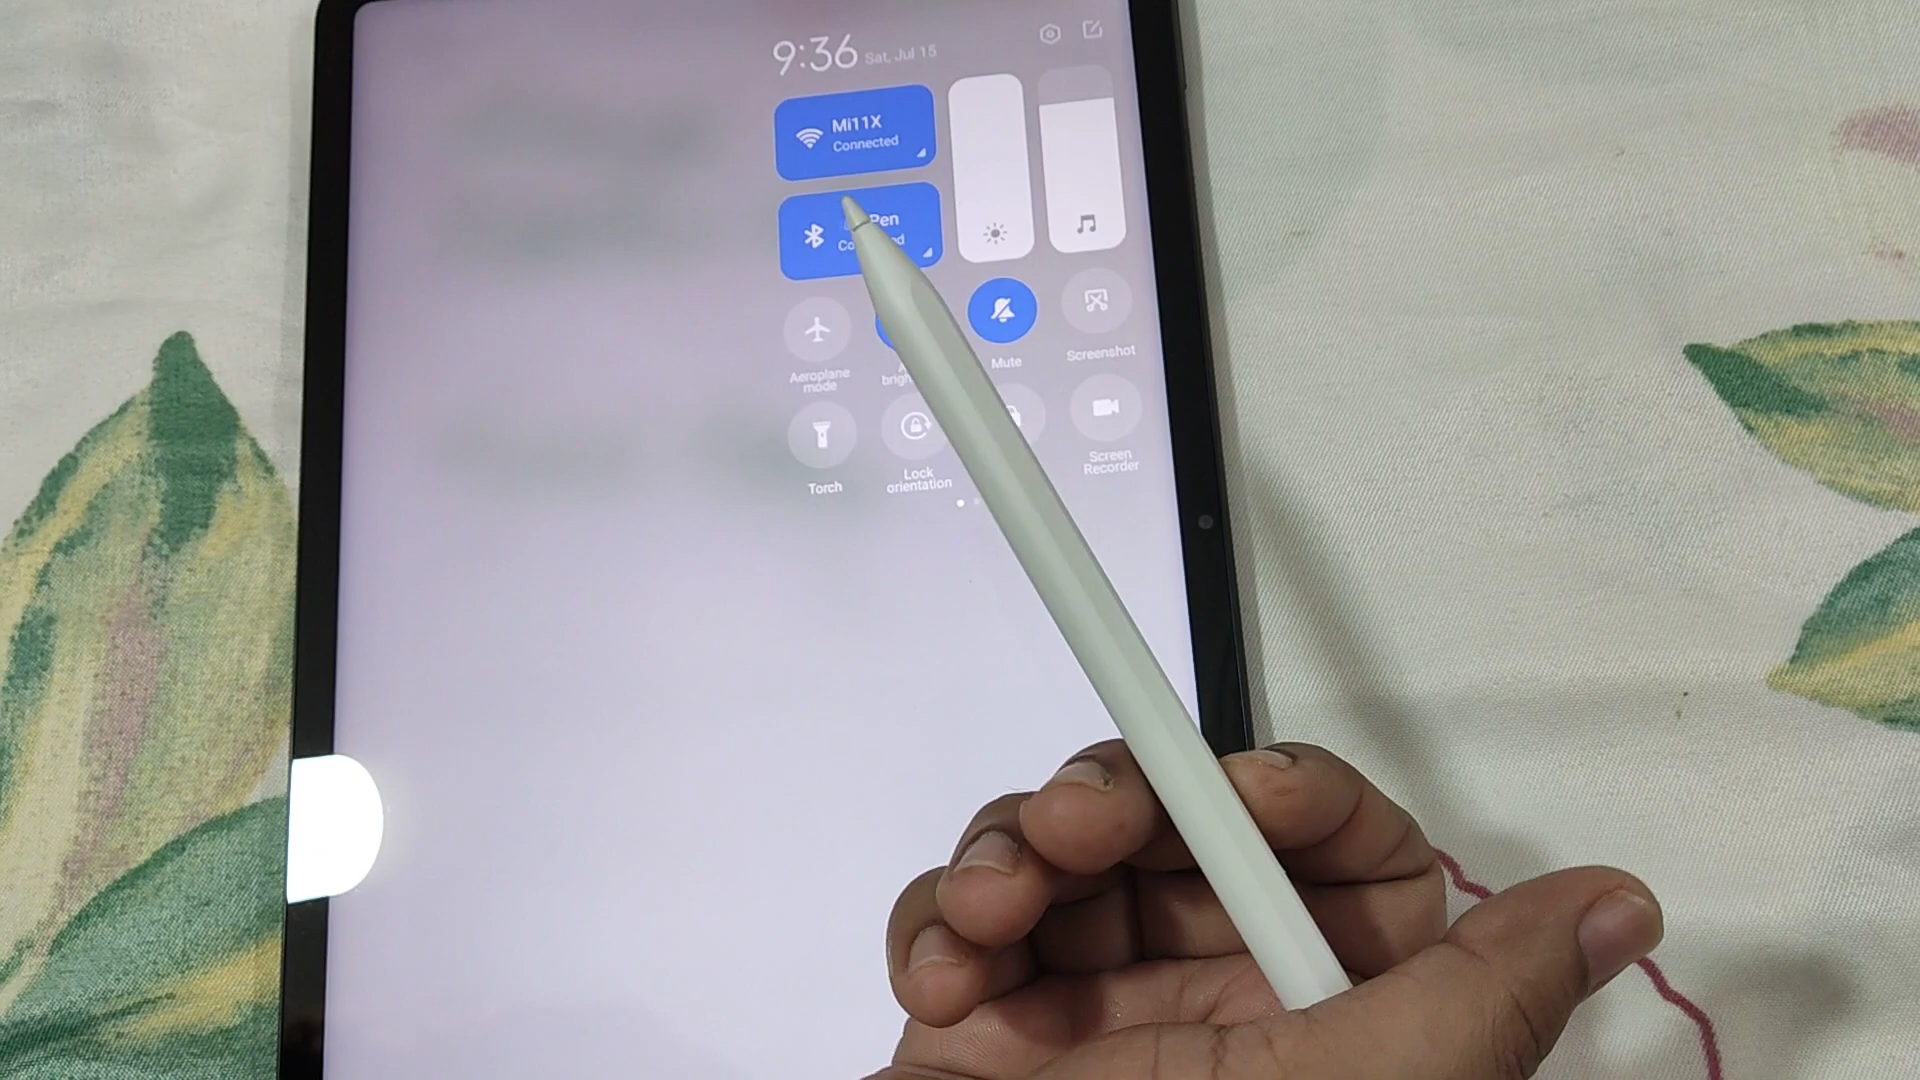 9:36 Sat, Jul 15
Mi11X
Connected
Pen
Aeroplane
mode
Mute
Screenshot
Torch
Lock
orientation
Screen
Recorder